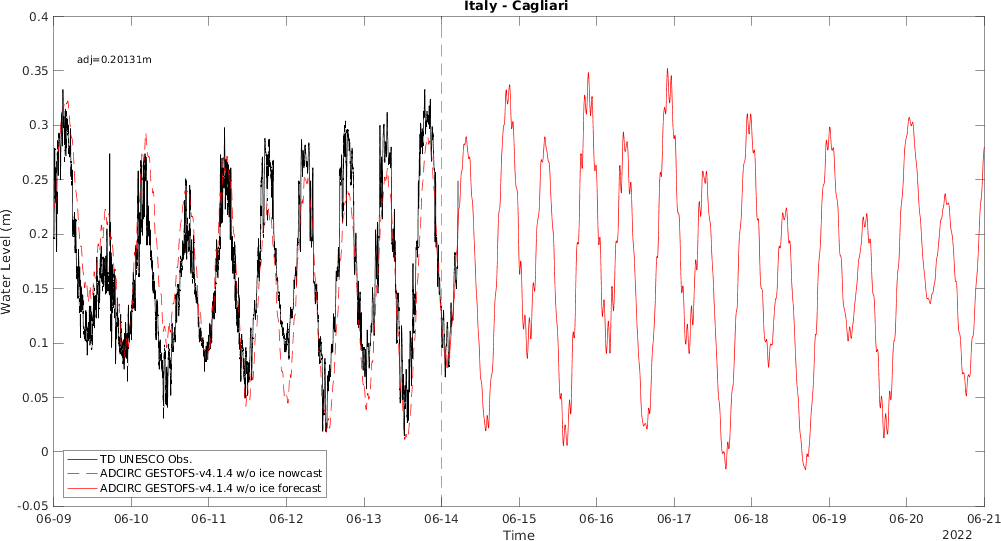 Italy - Cagliari
0.4
0.35
0.3
0.25
0.2
0.15
0.1
0.05
0
-0.05
Water Level (m)
adj=0.20131m
TD UNESCO Obs.
ADCIRC GESTOFS-v4.1.4 w/o ice nowcast
ADCIRC GESTOFS-v4.1.4 w/o ice forecast
06-09 06-10 06-11 06-12 06-13 06-14 06-15 06-16 06-17 06-18 06-19 06-20 06-21
Time
2022